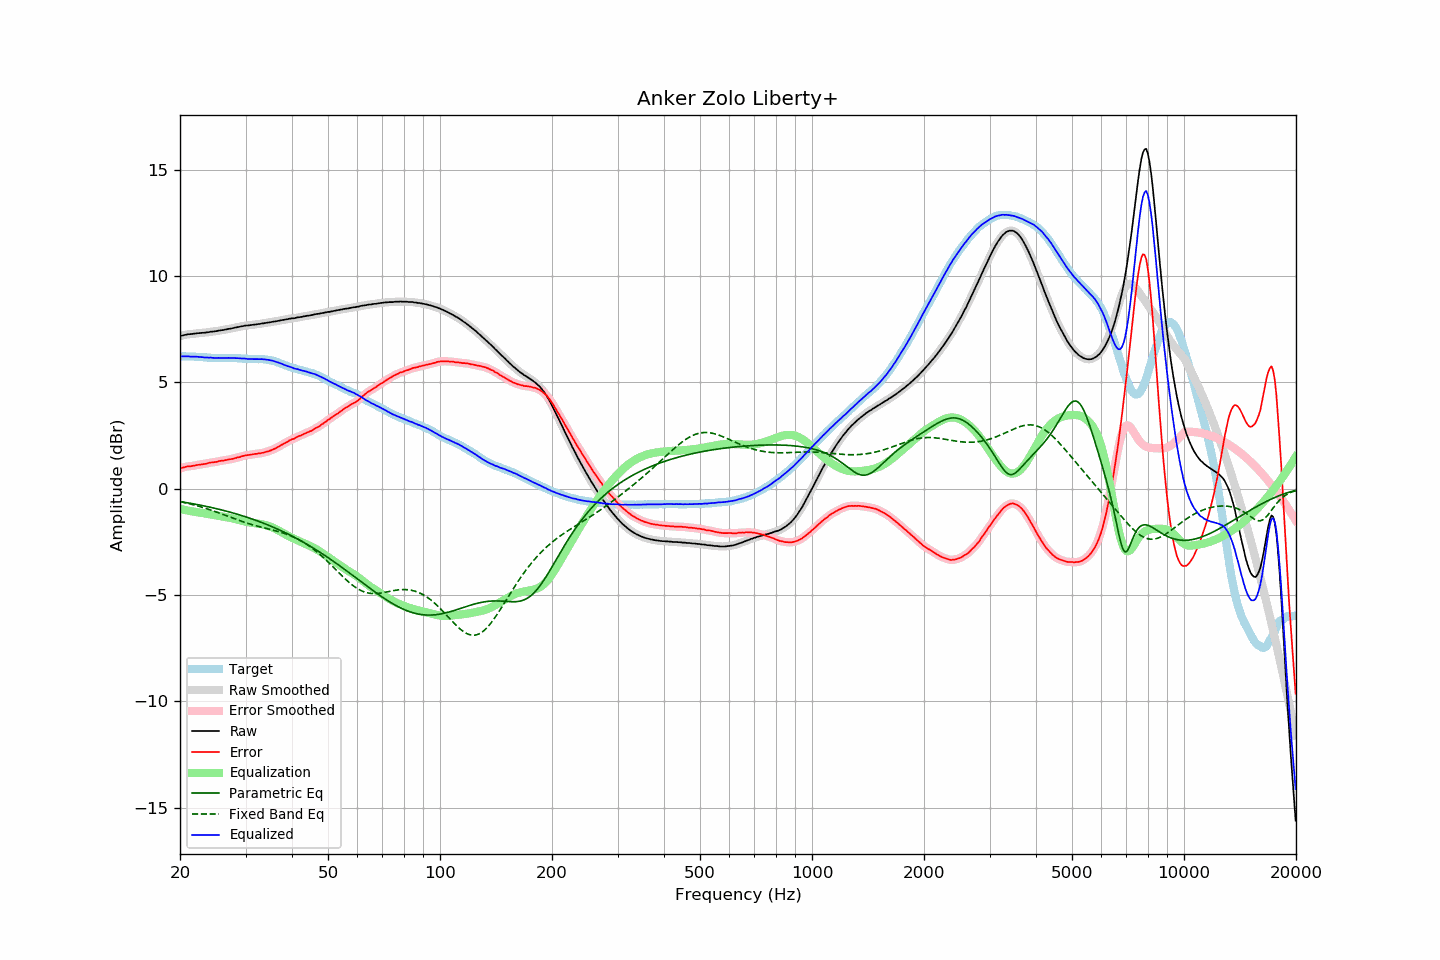 Anker Zolo Liberty+
15
10
5
0
−5
−10
−15
Amplitude (dBr)
Target
Raw Smoothed
Error Smoothed
Raw
Error
Equalization
Parametric Eq
Fixed Band Eq
Equalized
20 50 100 200 500 1000 2000 5000 10000 20000
Frequency (Hz)